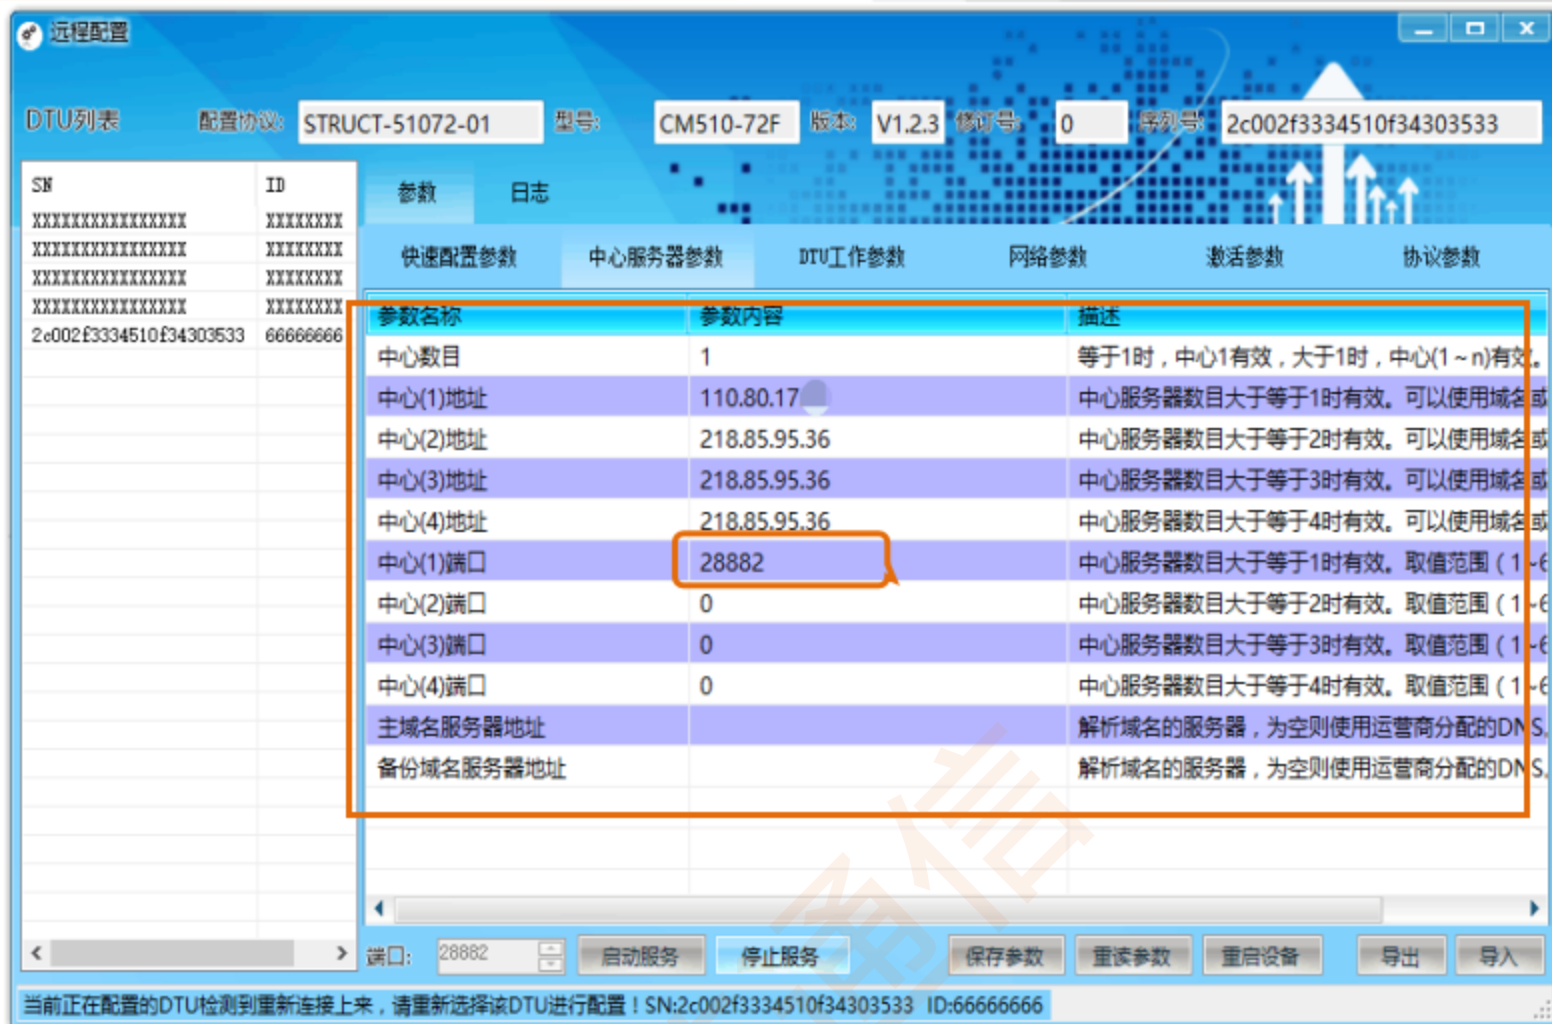 远程配置
DTU列表 配置协议: STRUCT-51072-01 型号: CM510-72F 版本: V1.2.3 修订号: 0 序列号: 2c002f3334510f34303533
SN ID
XXXXXXXXXXXXXXXX XXXXXXXX
XXXXXXXXXXXXXXXX XXXXXXXX
XXXXXXXXXXXXXXXX XXXXXXXX
XXXXXXXXXXXXXXXX XXXXXXXX
2c002f3334510f34303533 66666666
参数 日志
快速配置参数 中心服务器参数 DTU工作参数 网络参数 激活参数 协议参数
参数名称 参数内容 描述
中心数目 1 等于1时，中心1有效，大于1时，中心(1~n)有效。
中心(1)地址 110.80.17 中心服务器数目大于等于1时有效。可以使用域名或
中心(2)地址 218.85.95.36 中心服务器数目大于等于2时有效。可以使用域名或
中心(3)地址 218.85.95.36 中心服务器数目大于等于3时有效。可以使用域名或
中心(4)地址 218.85.95.36 中心服务器数目大于等于4时有效。可以使用域名或
中心(1)端口 28882 中心服务器数目大于等于1时有效。取值范围（1~6
中心(2)端口 0 中心服务器数目大于等于2时有效。取值范围（1~6
中心(3)端口 0 中心服务器数目大于等于3时有效。取值范围（1~6
中心(4)端口 0 中心服务器数目大于等于4时有效。取值范围（1~6
主域名服务器地址 解析域名的服务器，为空则使用运营商分配的DNS。
备份域名服务器地址 解析域名的服务器，为空则使用运营商分配的DNS。
端口: 28882 启动服务 停止服务 保存参数 重读参数 重启设备 导出 导入
当前正在配置的DTU检测到重新连接上来，请重新选择该DTU进行配置！SN:2c002f3334510f34303533 ID:66666666
通信